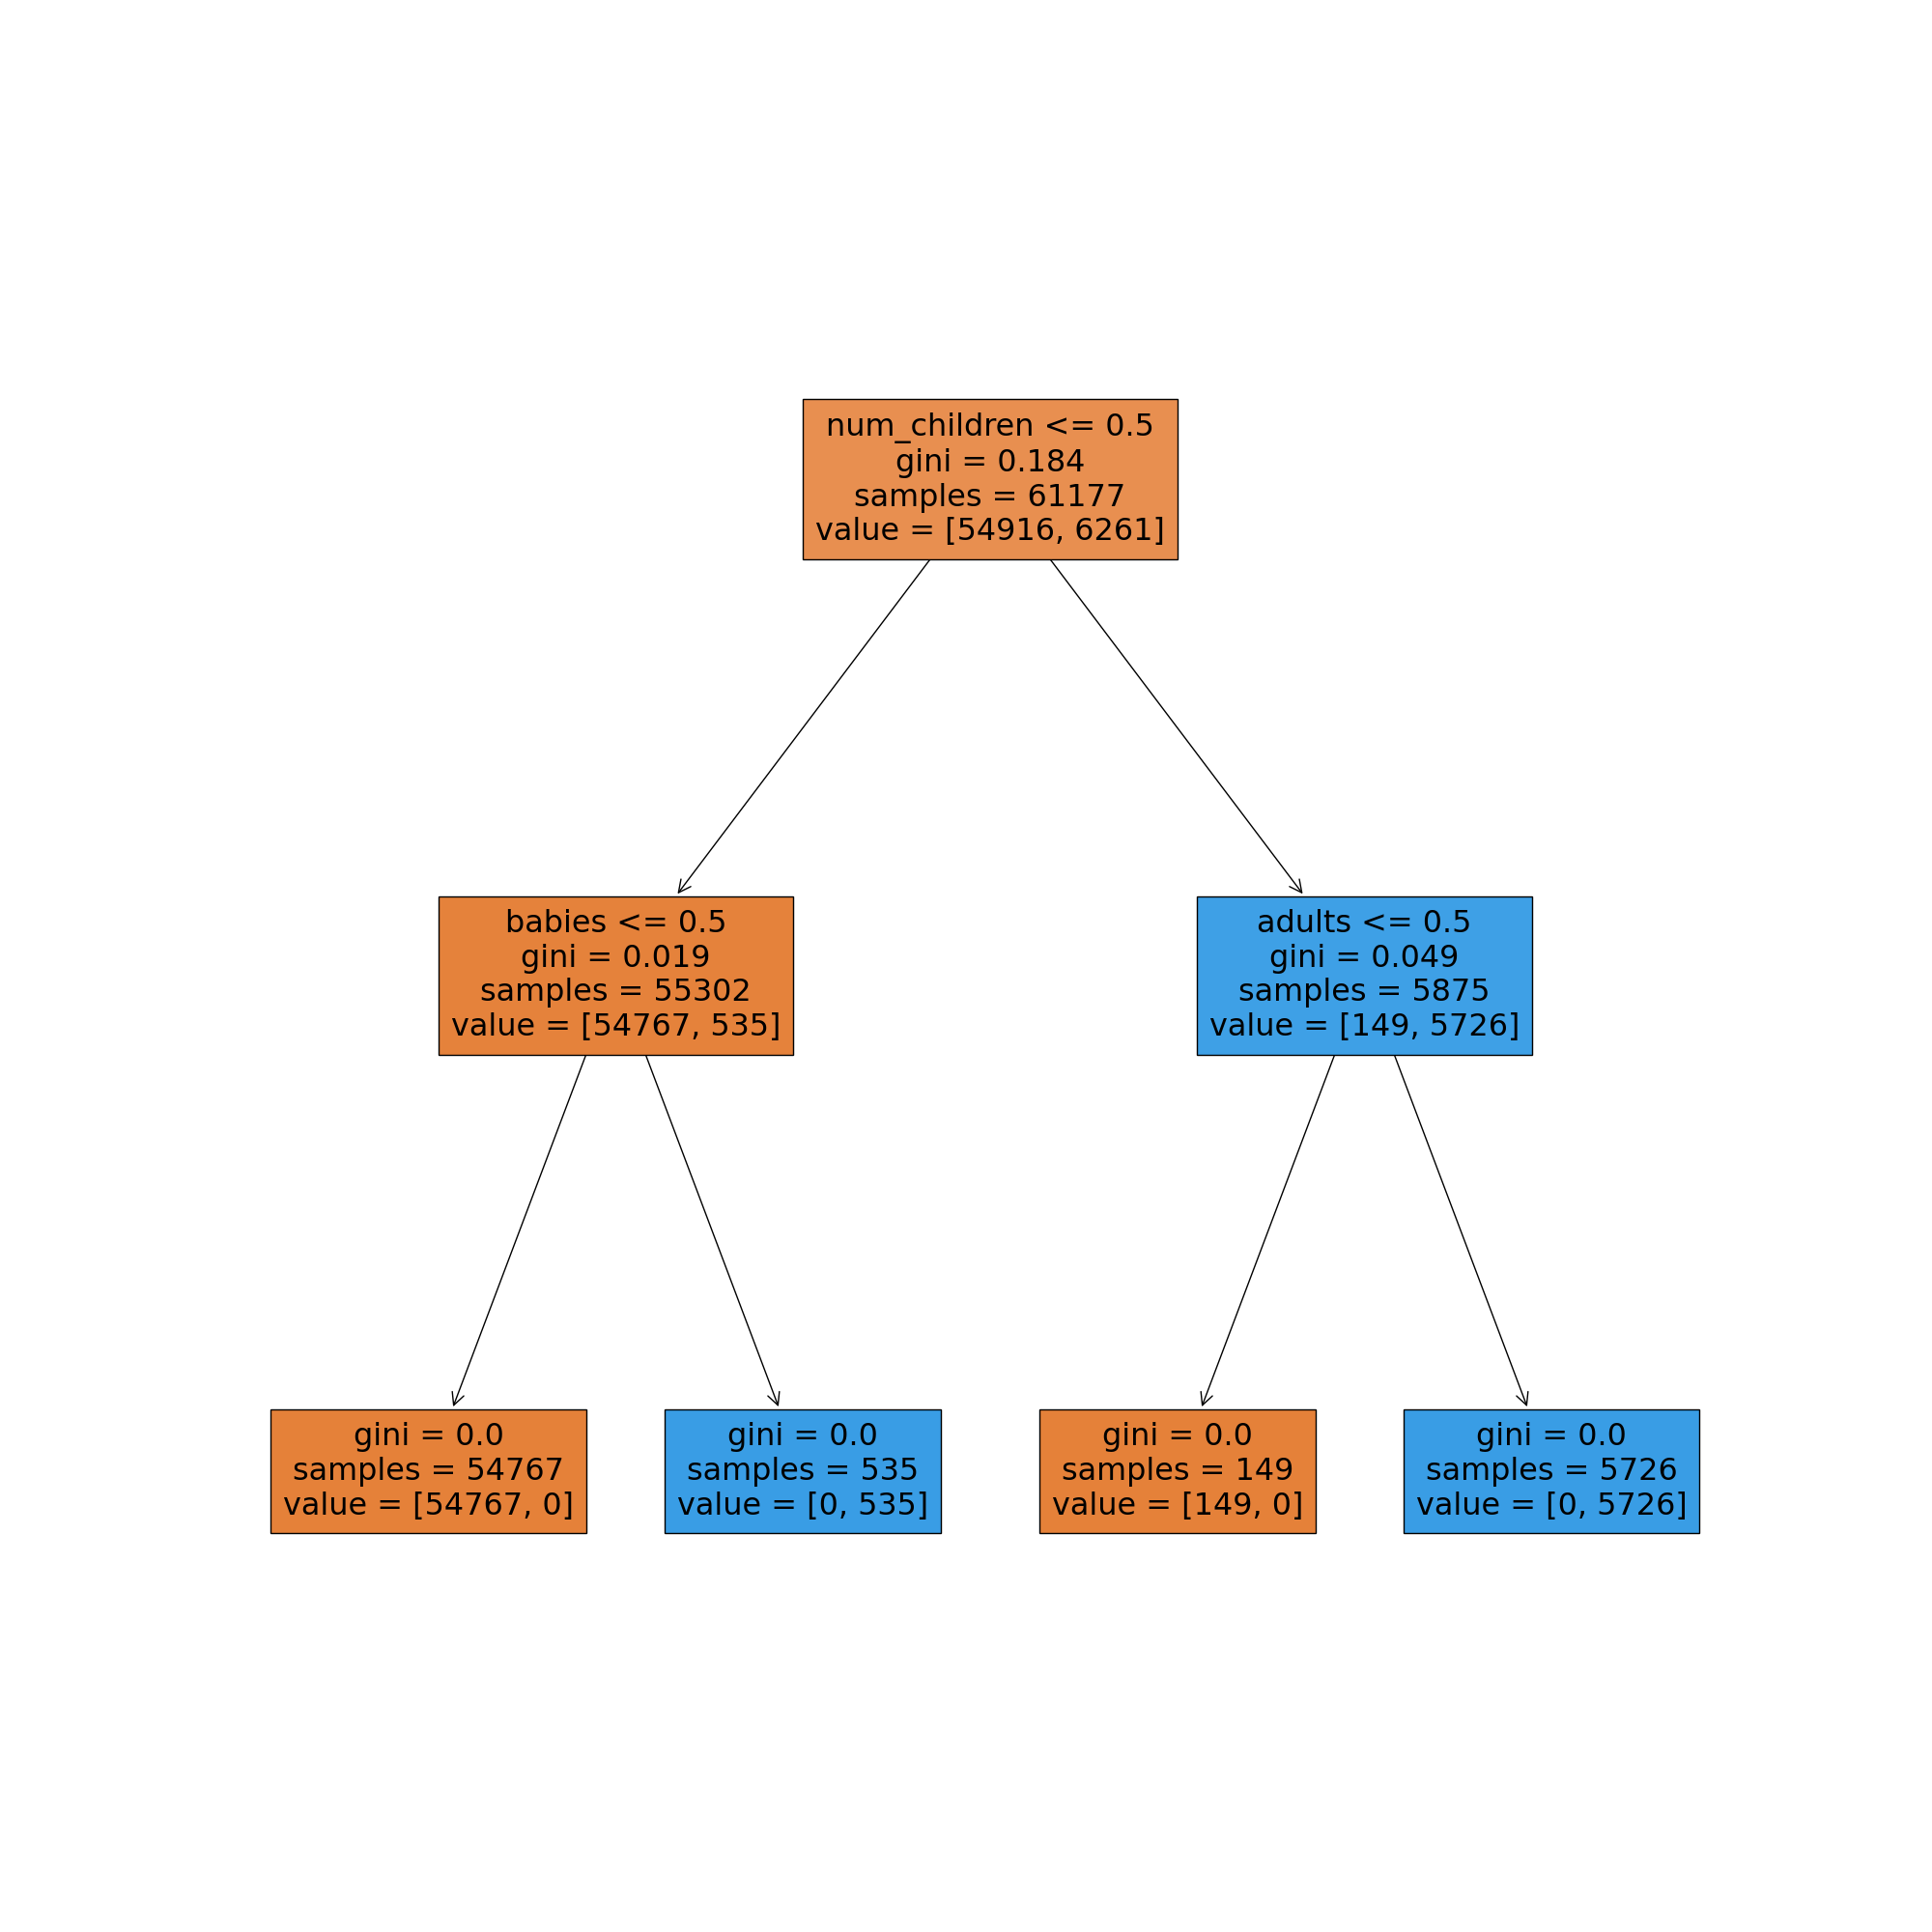 num_children <= 0.5
gini = 0.184
samples = 61177
value = [54916, 6261]
babies <= 0.5
gini = 0.019
samples = 55302
value = [54767, 535]
adults <= 0.5
gini = 0.049
samples = 5875
value = [149, 5726]
gini = 0.0
samples = 54767
value = [54767, 0]
gini = 0.0
samples = 535
value = [0, 535]
gini = 0.0
samples = 149
value = [149, 0]
gini = 0.0
samples = 5726
value = [0, 5726]